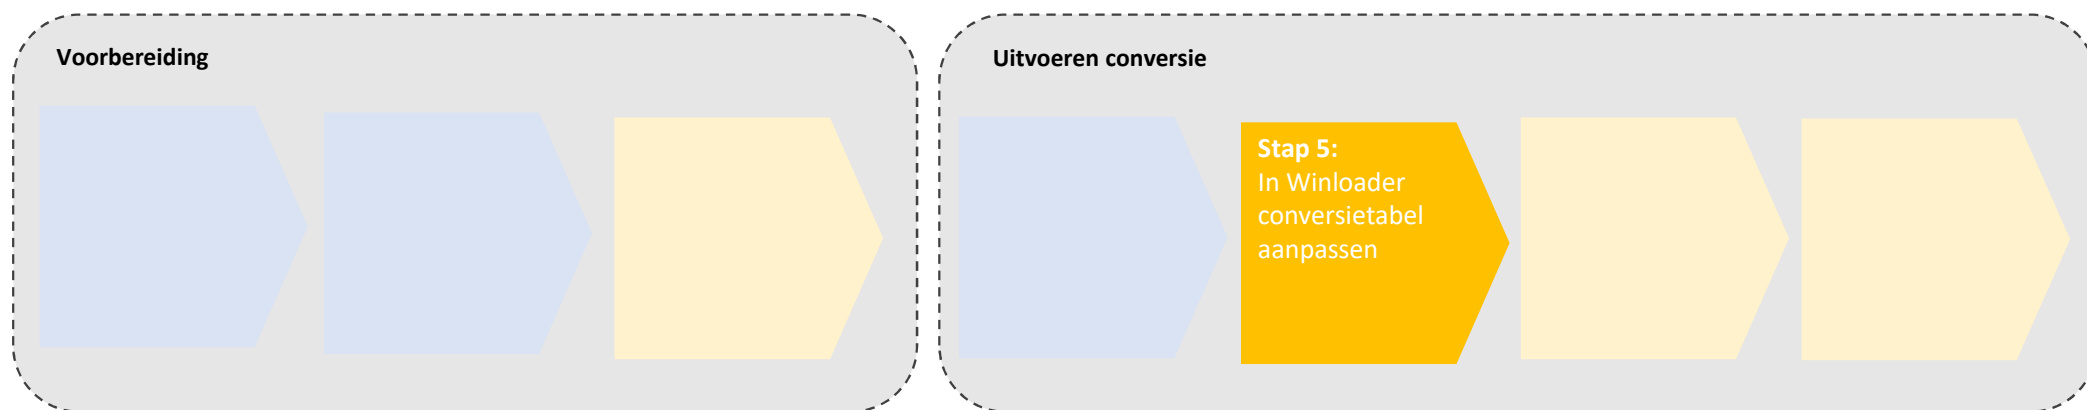 Voorbereiding
Uitvoeren conversie
Stap 5:
In Winloader
conversietabel
aanpassen